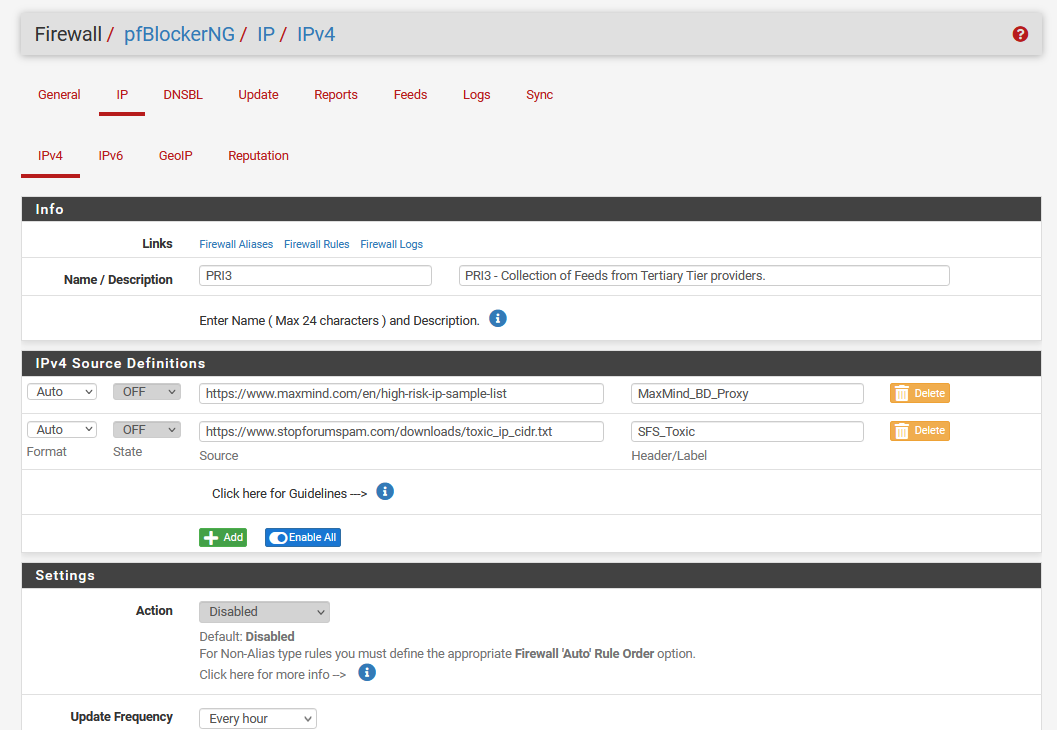 Firewall / pfBlockerNG / IP / IPv4
General IP DNSBL Update Reports Feeds Logs Sync
IPv4 IPv6 GeoIP Reputation
Info
Links Firewall Aliases Firewall Rules Firewall Logs
Name / Description PRI3 PRI3 - Collection of Feeds from Tertiary Tier providers.
Enter Name ( Max 24 characters ) and Description.
IPv4 Source Definitions
Auto OFF https://www.maxmind.com/en/high-risk-ip-sample-list MaxMind_BD_Proxy Delete
Auto OFF https://www.stopforumspam.com/downloads/toxic_ip_cidr.txt SFS_Toxic Delete
Format State Source Header/Label
Click here for Guidelines --->
Add Enable All
Settings
Action Disabled
Default: Disabled
For Non-Alias type rules you must define the appropriate Firewall 'Auto' Rule Order option.
Click here for more info -->
Update Frequency Every hour